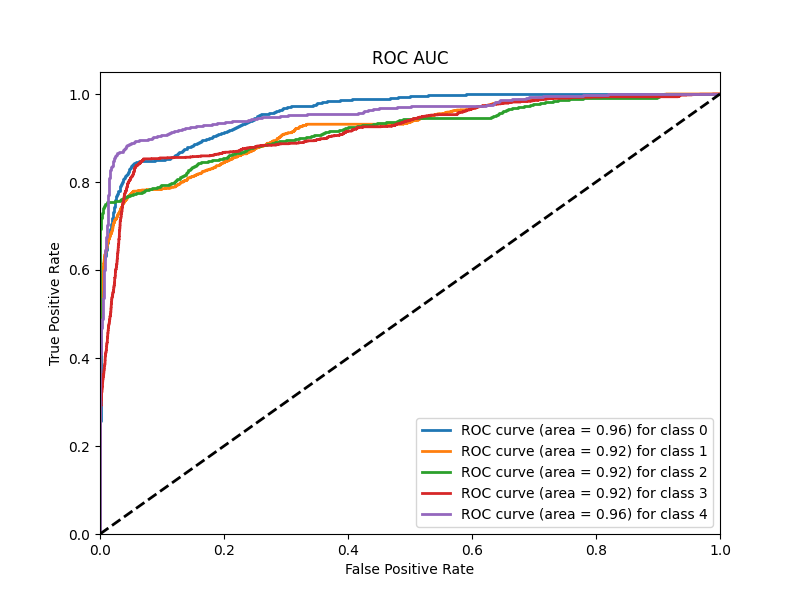 ROC AUC
True Positive Rate
1.0
0.8
0.6
0.4
0.2
0.0
ROC curve (area = 0.96) for class 0
ROC curve (area = 0.92) for class 1
ROC curve (area = 0.92) for class 2
ROC curve (area = 0.92) for class 3
ROC curve (area = 0.96) for class 4
0.0 0.2 0.4 0.6 0.8 1.0
False Positive Rate